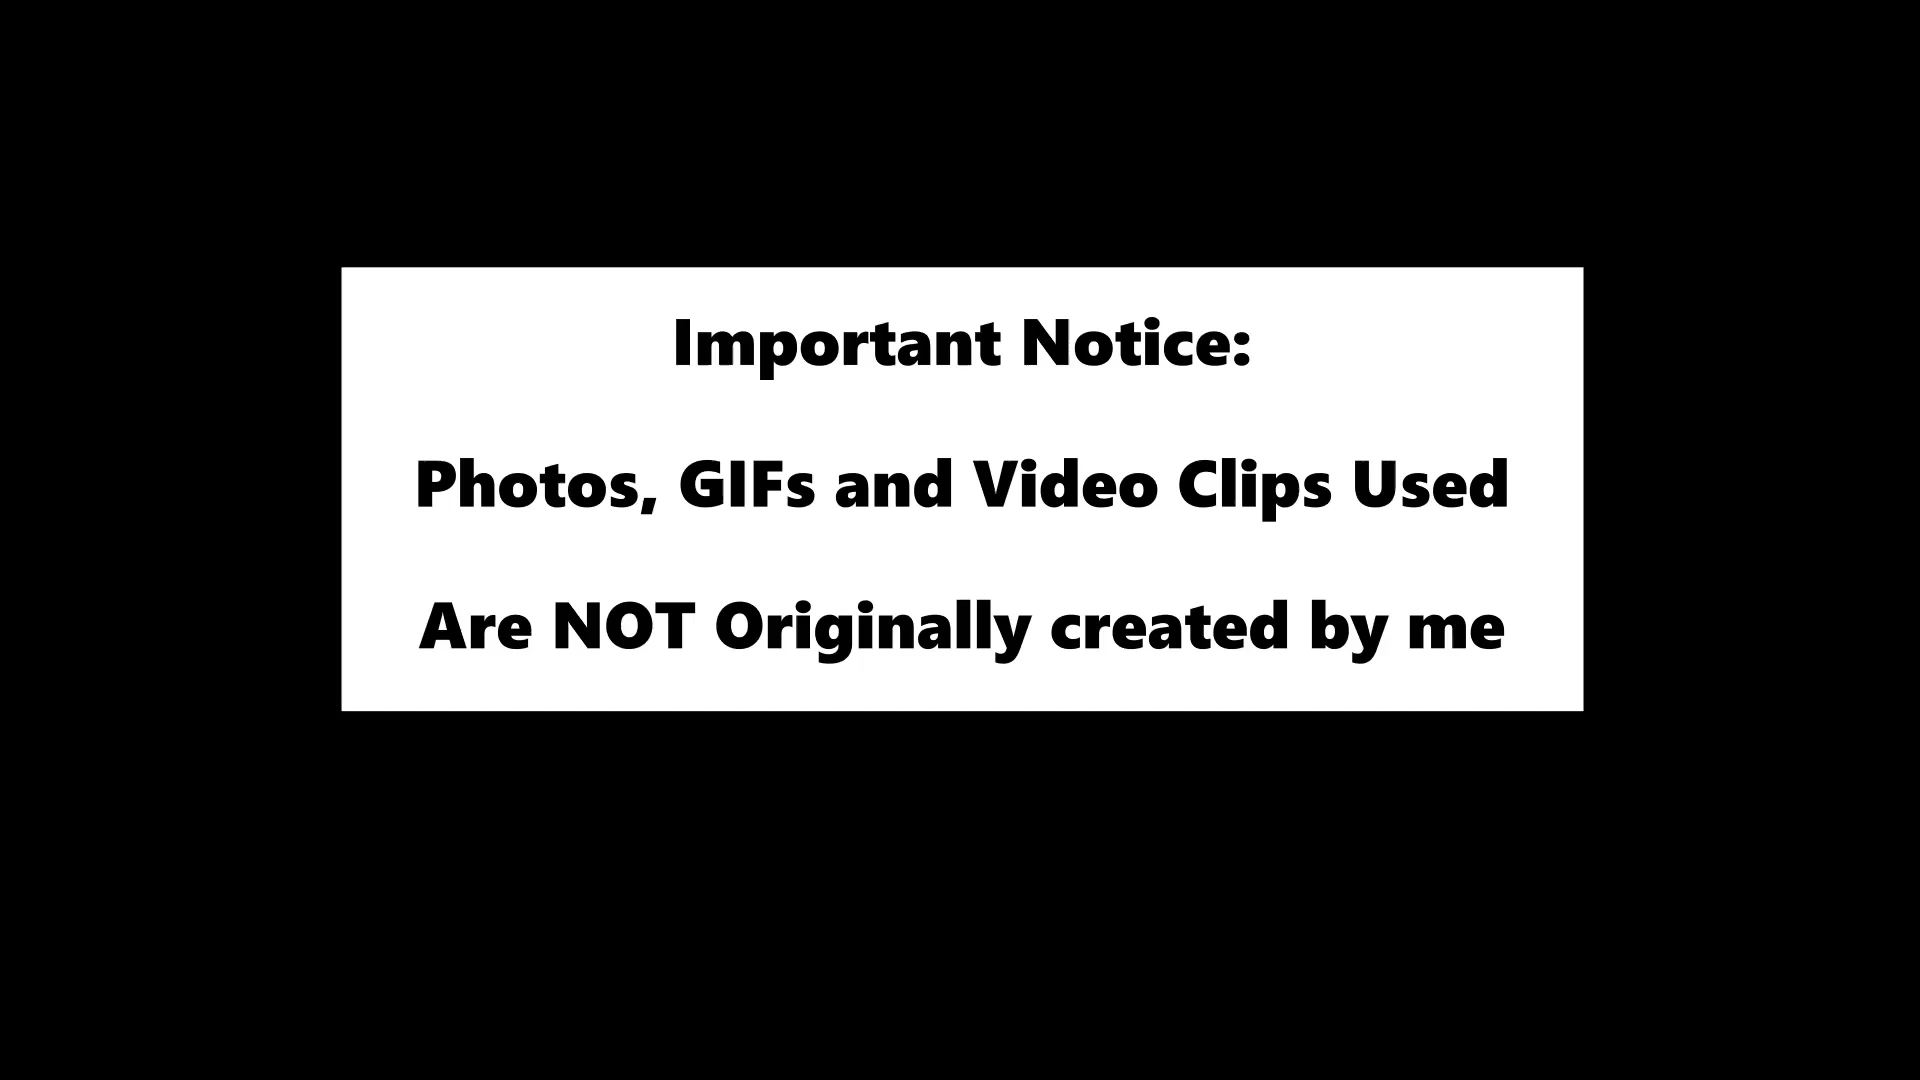 Important Notice:
Photos, GIFs and Video Clips Used
Are NOT Originally created by me